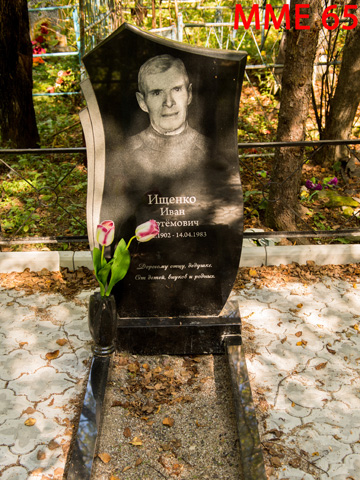 MME 65
Ищенко
Иван
1902 - 14.04.1983
Дорогому отцу, дедушке.
От детей, внуков и родных.